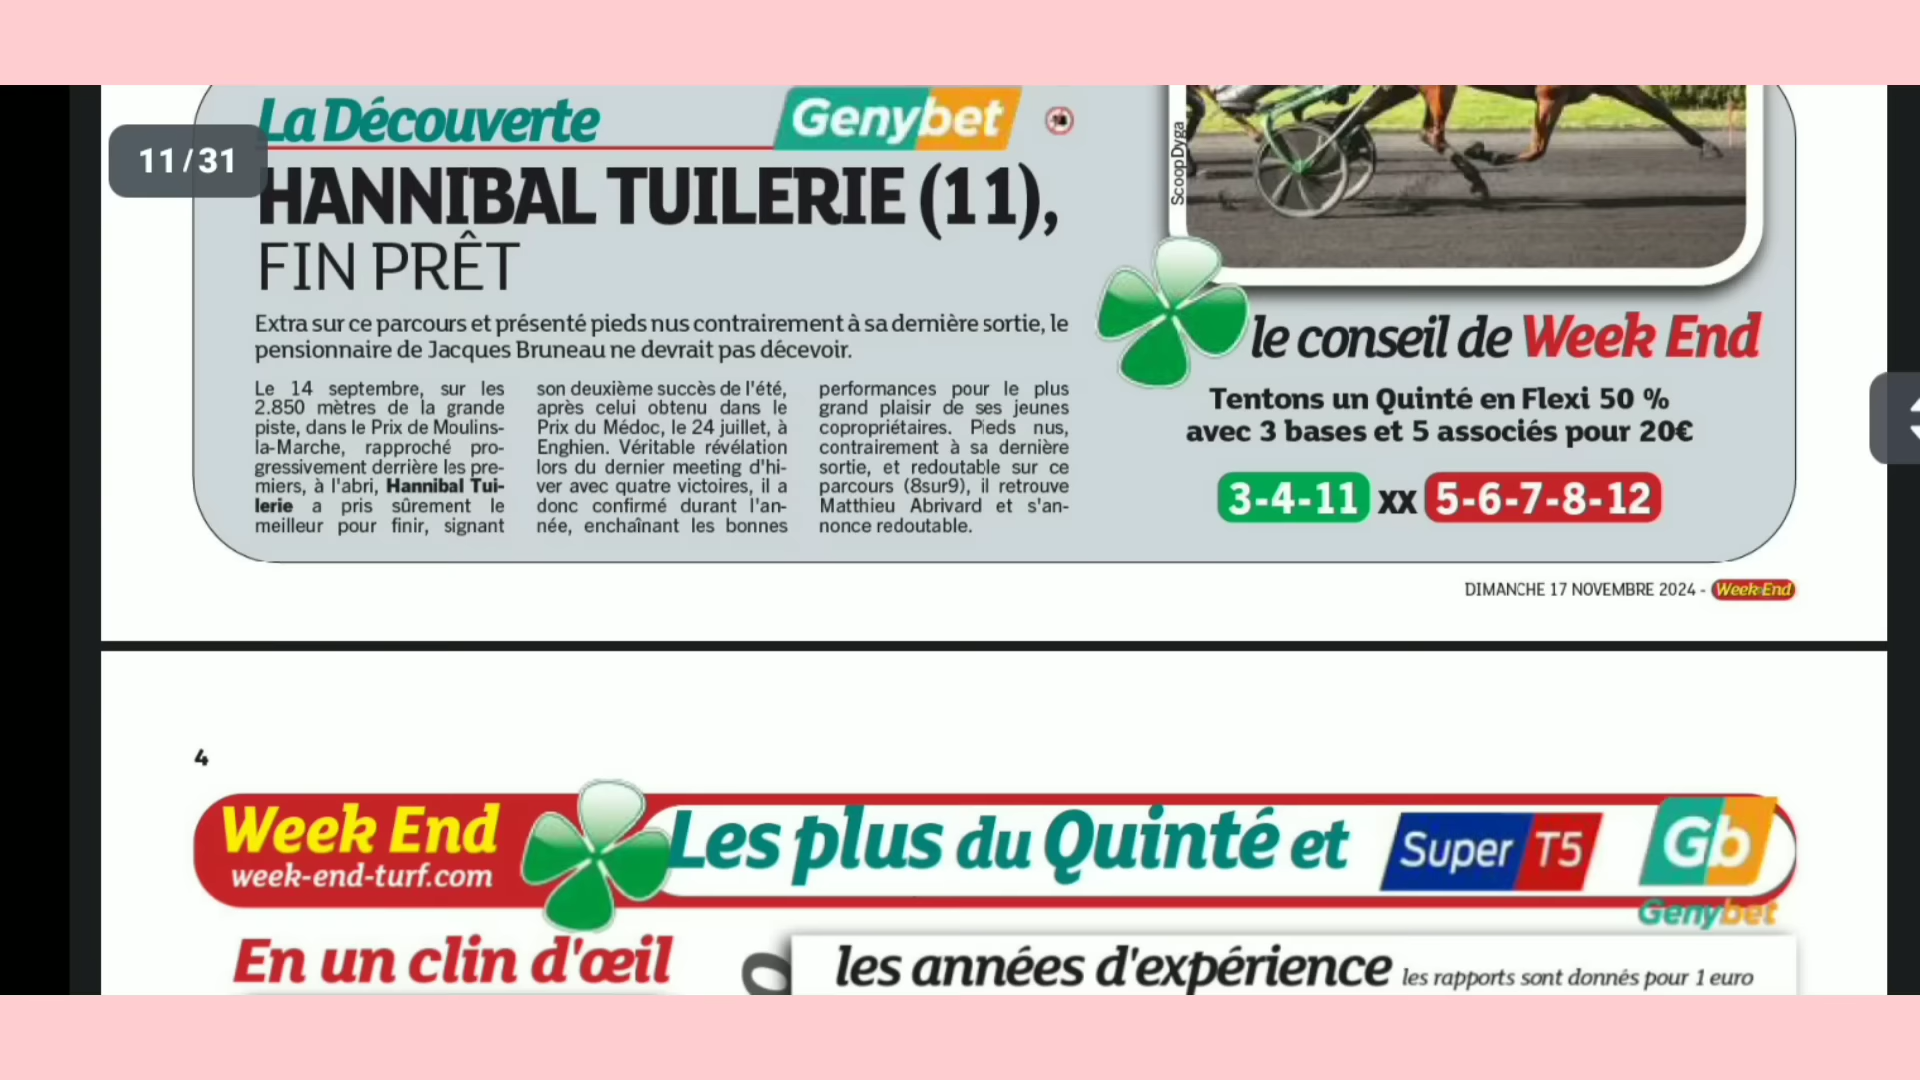 La Découverte
Genybet
11/31
HANNIBAL TUILERIE (11),
FIN PRÊT
Extra sur ce parcours et présenté pieds nus contrairement à sa dernière sortie, le
pensionnaire de Jacques Bruneau ne devrait pas décevoir.
Le 14 septembre, sur les
2.850 mètres de la grande
piste, dans le Prix de Moulins-
la-Marche, rapproché pro-
gressivement derrière les pre-
miers, à l'abri, Hannibal Tui-
lerie a pris sûrement le
meilleur pour finir, signant
son deuxième succès de l'été,
après celui obtenu dans le
Prix du Médoc, le 24 juillet, à
Enghien. Véritable révélation
lors du dernier meeting d'hi-
ver avec quatre victoires, il a
donc confirmé durant l'an-
née, enchaînant les bonnes
performances pour le plus
grand plaisir de ses jeunes
copropriétaires. Pieds nus,
contrairement à sa dernière
sortie, et redoutable sur ce
parcours (8sur9), il retrouve
Matthieu Abrivard et s'an-
nonce redoutable.
ScoopDyga
le conseil de Week End
Tentons un Quinté en Flexi 50 %
avec 3 bases et 5 associés pour 20€
3-4-11 xx 5-6-7-8-12
DIMANCHE 17 NOVEMBRE 2024 - Week End
4
Week End
week-end-turf.com
Les plus du Quinté et
Super T5
Gb
Genybet
En un clin d'œil
les années d'expérience les rapports sont donnés pour 1 euro